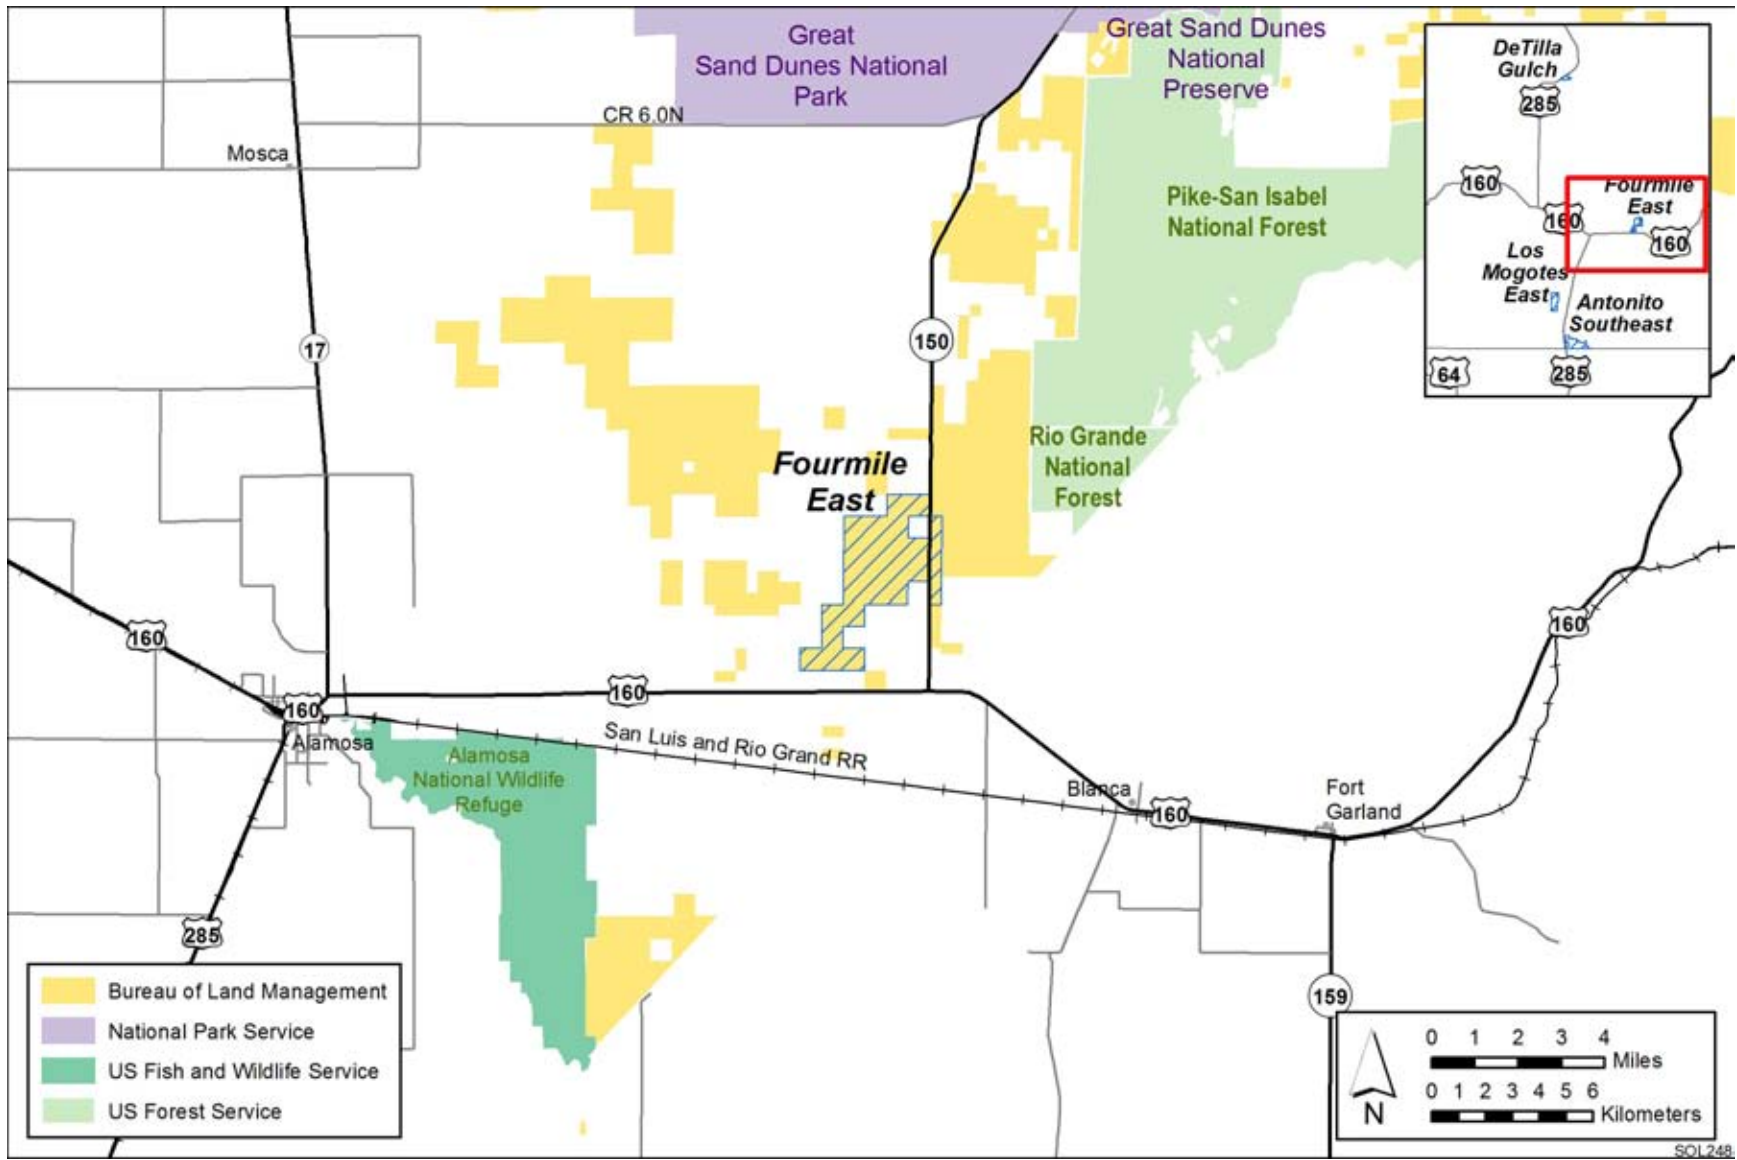 Great
Sand Dunes National
Park
Great Sand Dunes
National
Preserve
CR 6.0N
Mosca
Pike-San Isabel
National Forest
17
150
Rio Grande
National
Forest
Fourmile
East
160
160
160
160
160
Alamosa
Alamosa
National Wildlife
Refuge
San Luis and Rio Grand RR
Blanca
Fort
Garland
285
159
DeTilla
Gulch
285
160
Fourmile
East
160
160
Los
Mogotes
East
Antonito
Southeast
64
285
Bureau of Land Management
National Park Service
US Fish and Wildlife Service
US Forest Service
N
0 1 2 3 4
Miles
0 1 2 3 4 5 6
Kilometers
SOL248